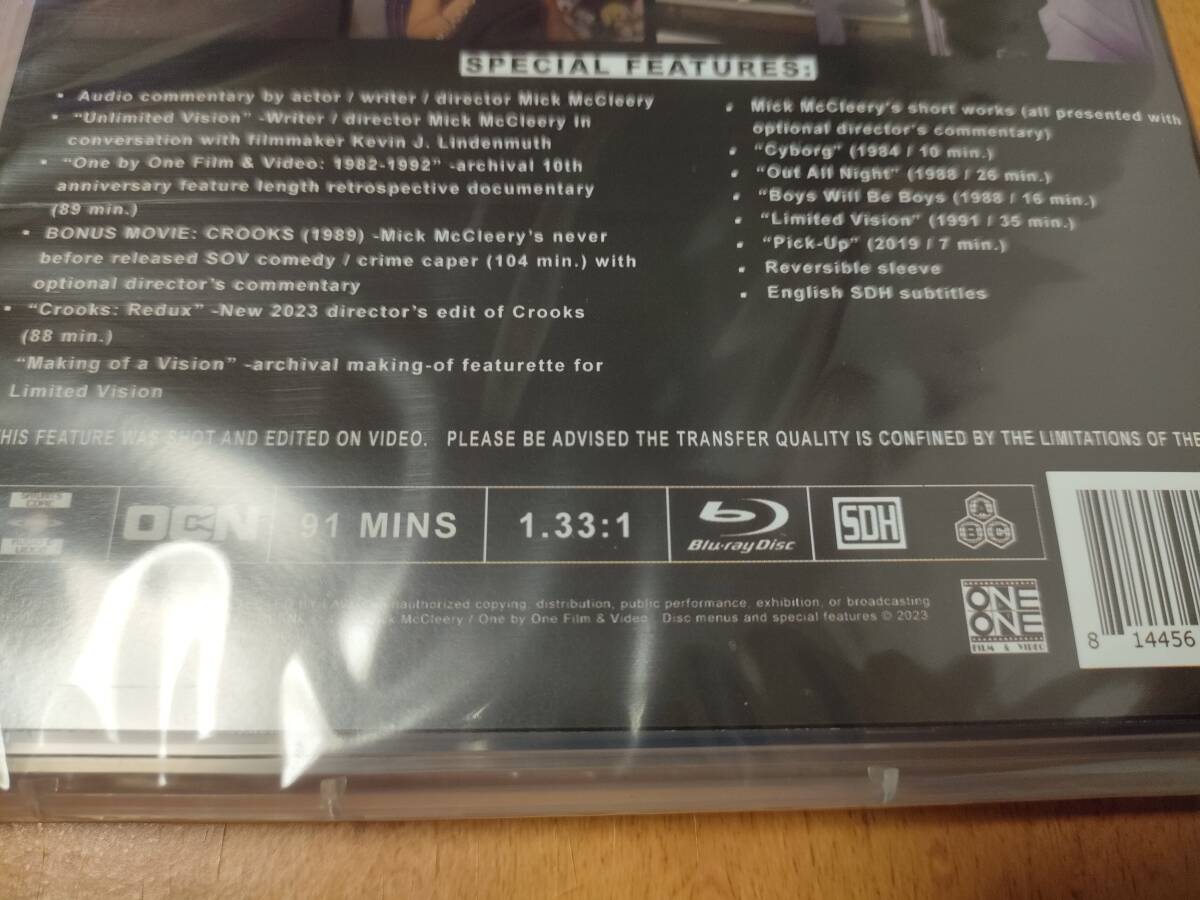 SPECIAL FEATURES:
• Audio commentary by actor / writer / director Mick McCleery
• "Unlimited Vision" -Writer / director Mick McCleery in
conversation with filmmaker Kevin J. Lindenmuth
• "One by One Film & Video: 1982-1992" -archival 10th
anniversary feature length retrospective documentary
(89 min.)
• BONUS MOVIE: CROOKS (1989) -Mick McCleery's never
before released SOV comedy / crime caper (104 min.) with
optional director's commentary
• "Crooks: Redux" -New 2023 director's edit of Crooks
(88 min.)
"Making of a Vision" -archival making-of featurette for
Limited Vision
• Mick McCleery's short works (all presented with
optional director's commentary)
• "Cyborg" (1984 / 10 min.)
• "Out All Night" (1988 / 26 min.)
• "Boys Will Be Boys (1988 / 16 min.)
• "Limited Vision" (1991 / 35 min.)
• "Pick-Up" (2019 / 7 min.)
• Reversible sleeve
• English SDH subtitles
HIS FEATURE WAS SHOT AND EDITED ON VIDEO. PLEASE BE ADVISED THE TRANSFER QUALITY IS CONFINED BY THE LIMITATIONS OF THE
OCN
91 MINS
1.33:1
Blu-ray Disc
SDH
A
B C
BY LAW. unauthorized copying, distribution, public performance, exhibition, or broadcasting
McCleery / One by One Film & Video. Disc menus and special features © 2023
ONE
ONE
FILM & VIDEO
8 14456